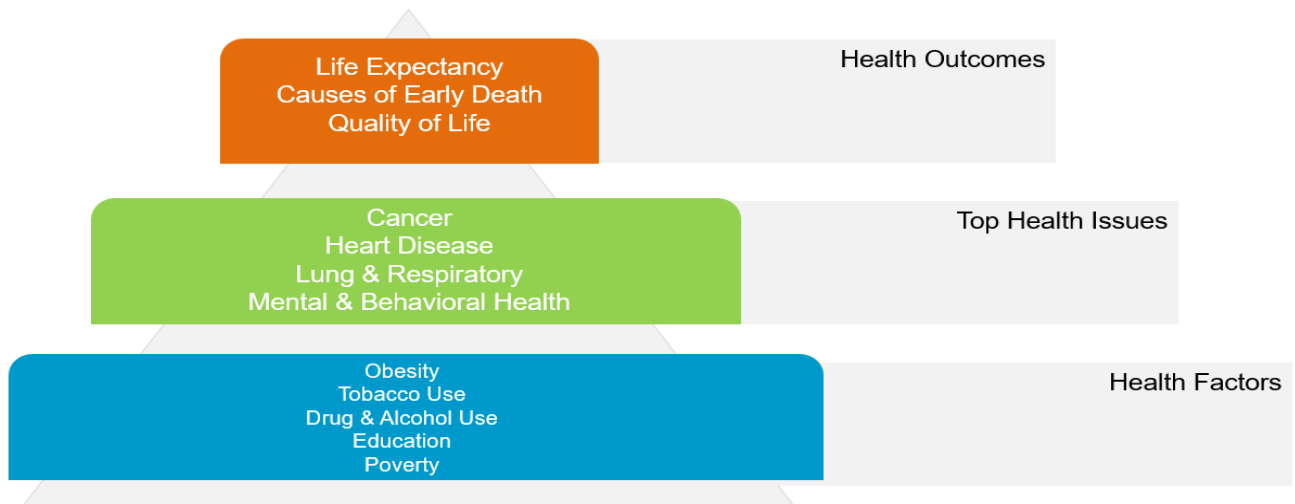 Life Expectancy
Causes of Early Death
Quality of Life
Health Outcomes
Cancer
Heart Disease
Lung & Respiratory
Mental & Behavioral Health
Top Health Issues
Obesity
Tobacco Use
Drug & Alcohol Use
Education
Poverty
Health Factors